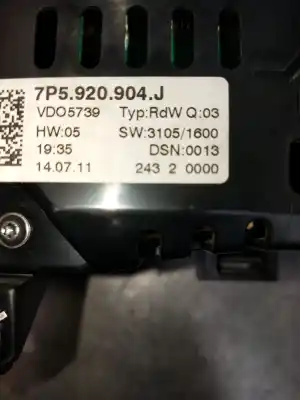 7P5.920.904.J
VDO5739 Typ:RdW Q:03
HW:05 SW:3105/1600
19:35 DSN:0013
14.07.11 243 2 0000